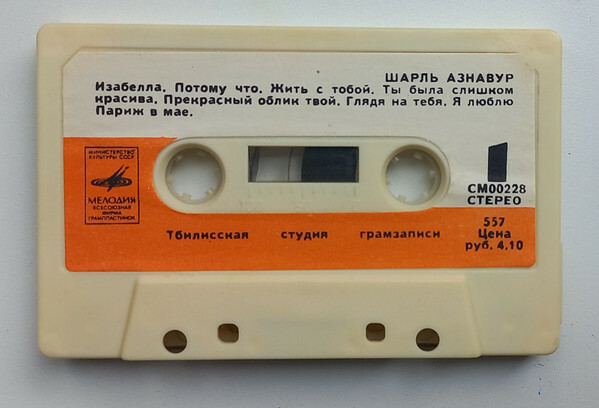 ШАРЛЬ АЗНАВУР
Изабелла. Потому что. Жить с тобой. Ты была слишком
красива. Прекрасный облик твой. Глядя на тебя. Я люблю
Париж в мае.
МИНИСТЕРСТВО
КУЛЬТУРЫ СССР
МЕЛОДИЯ
ВСЕСОЮЗНАЯ
ФИРМА
ГРАМПЛАСТИНОК
1
СМ00228
СТЕРЕО
Тбилисская студия грамзаписи
557
Цена
руб. 4.10